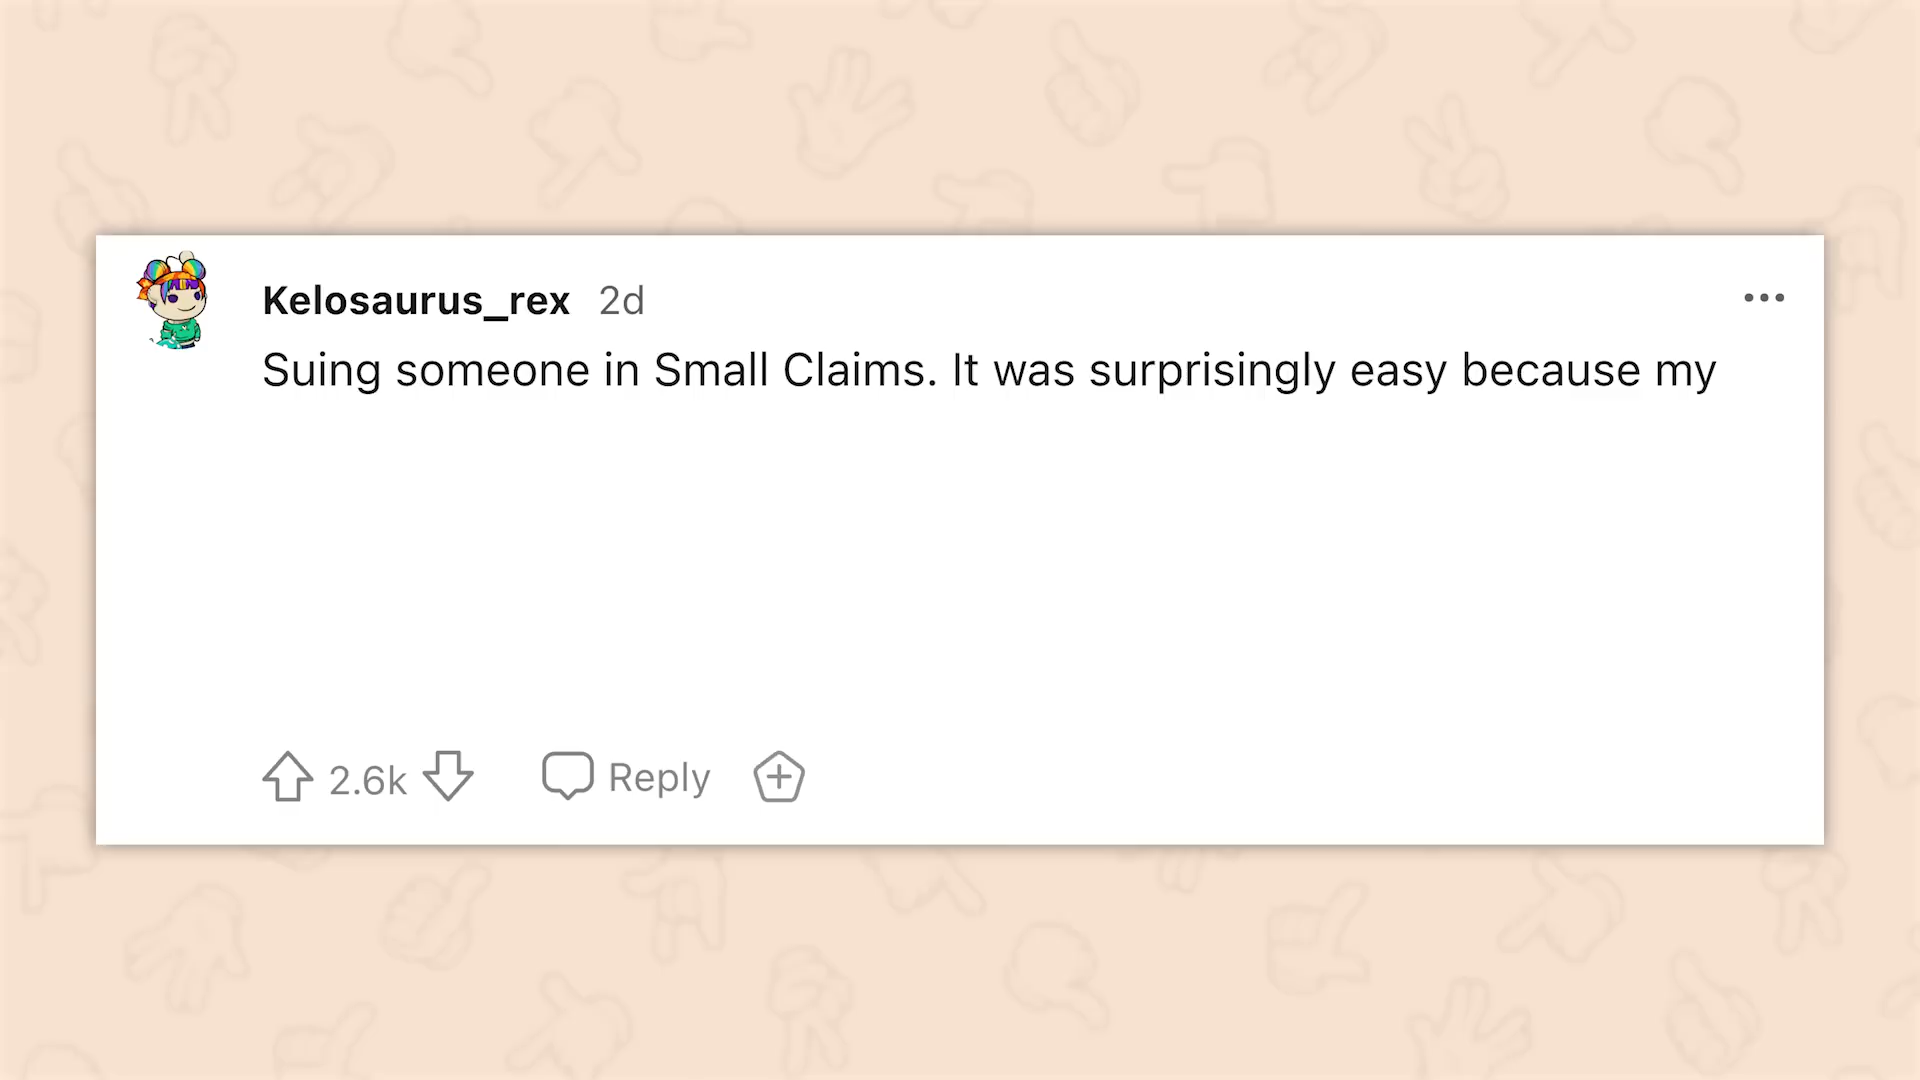 Kelosaurus_rex 2d
Suing someone in Small Claims. It was surprisingly easy because my
2.6k Reply